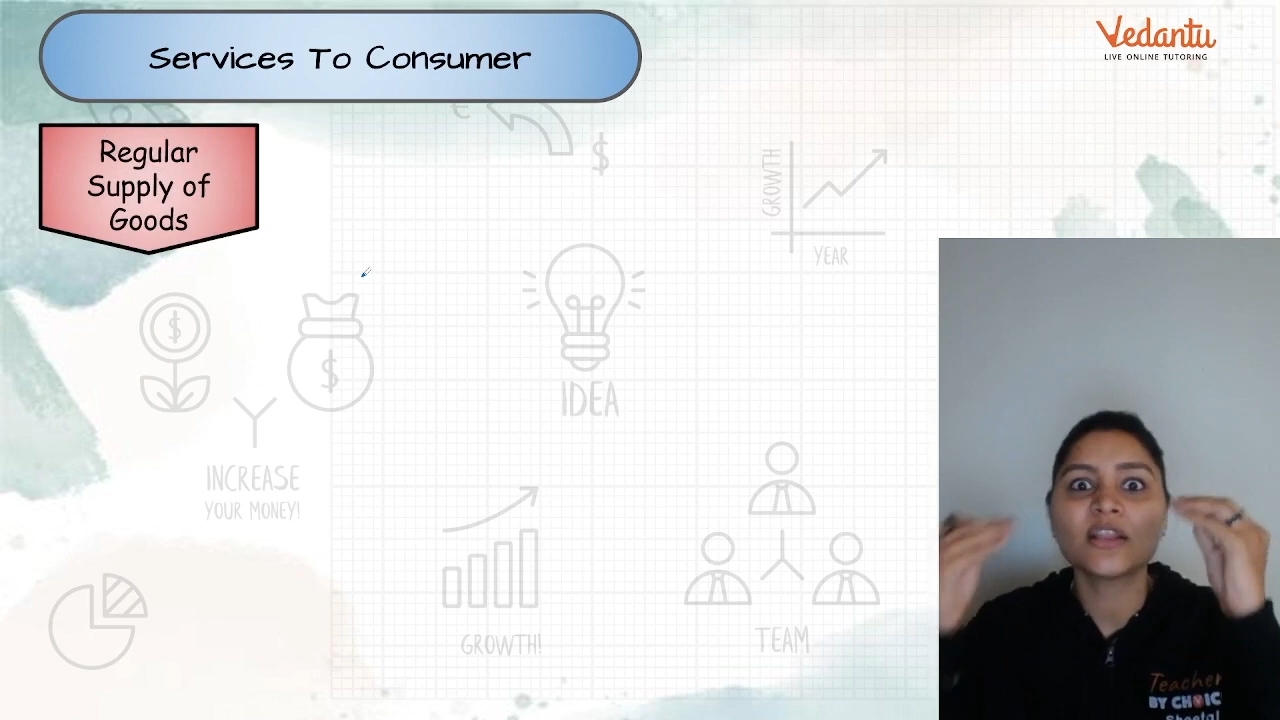 Services To Consumer
Vedantu
LIVE ONLINE TUTORING
Regular
Supply of
Goods
€
$
GROWTH
YEAR
$
$
IDEA
INCREASE
YOUR MONEY!
GROWTH!
TEAM
Teacher
BY CHOIC